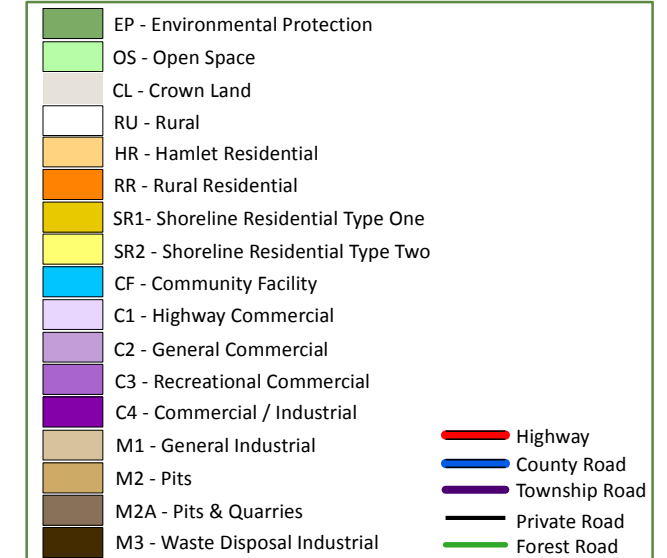 EP - Environmental Protection
OS - Open Space
CL - Crown Land
RU - Rural
HR - Hamlet Residential
RR - Rural Residential
SR1- Shoreline Residential Type One
SR2 - Shoreline Residential Type Two
CF - Community Facility
C1 - Highway Commercial
C2 - General Commercial
C3 - Recreational Commercial
C4 - Commercial / Industrial
M1 - General Industrial
M2 - Pits
M2A - Pits & Quarries
M3 - Waste Disposal Industrial
Highway
County Road
Township Road
Private Road
Forest Road